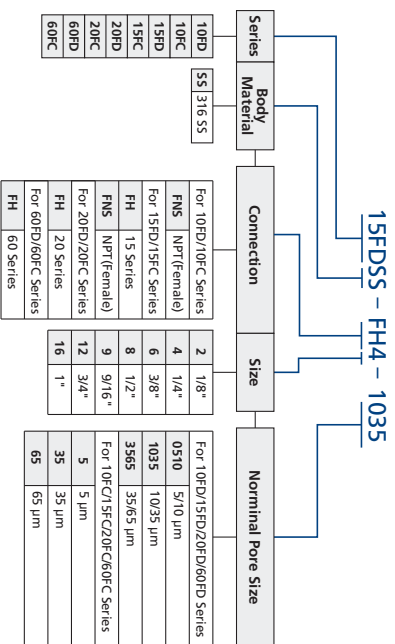 15FDSS – FH4 – 1035
Series
10FD
10FC
15FD
15FC
20FD
20FC
60FD
60FC
Body
Material
SS 316 SS
Connection
For 10FD/10FC Series
FNS NPT(Female)
For 15FD/15FC Series
FH 15 Series
FNS NPT(Female)
For 20FD/20FC Series
FH 20 Series
For 60FD/60FC Series
FH 60 Series
Size
2 1/8"
4 1/4"
6 3/8"
8 1/2"
9 9/16"
12 3/4"
16 1"
Norminal Pore Size
For 10FD/15FD/20FD/60FD Series
0510 5/10 μm
1035 10/35 μm
3565 35/65 μm
For 10FC/15FC/20FC/60FC Series
5 5 μm
35 35 μm
65 65 μm